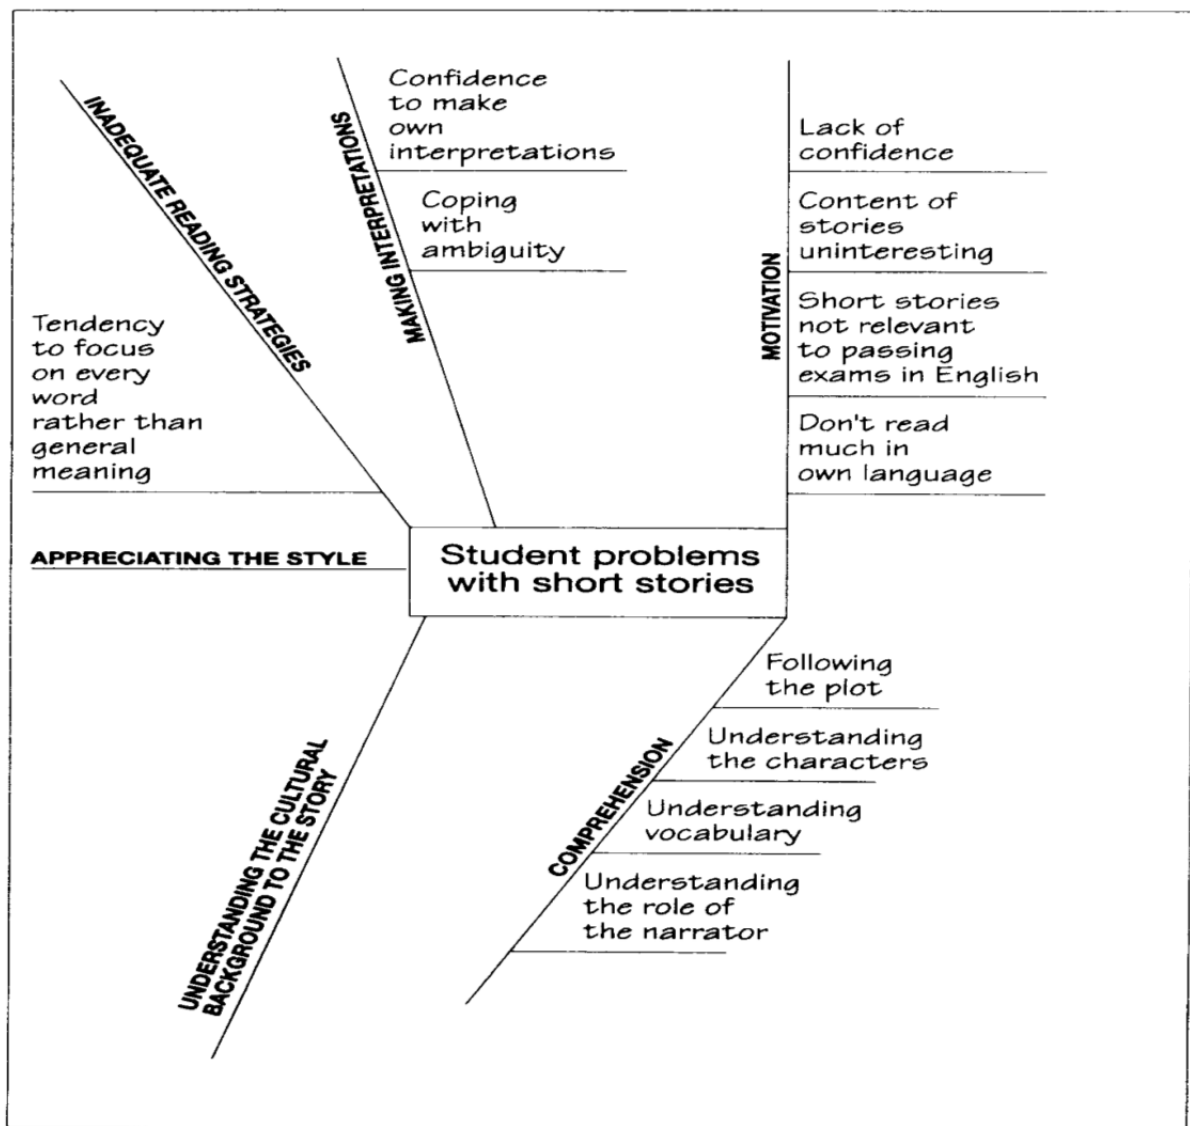 INADEQUATE READING STRATEGIES
Tendency
to focus
on every
word
rather than
general
meaning
MAKING INTERPRETATIONS
Confidence
to make
own
interpretations
Coping
with
ambiguity
MOTIVATION
Lack of
confidence
Content of
stories
uninteresting
Short stories
not relevant
to passing
exams in English
Don't read
much in
own language
APPRECIATING THE STYLE
Student problems
with short stories
UNDERSTANDING THE CULTURAL
BACKGROUND TO THE STORY
COMPREHENSION
Following
the plot
Understanding
the characters
Understanding
vocabulary
Understanding
the role of
the narrator